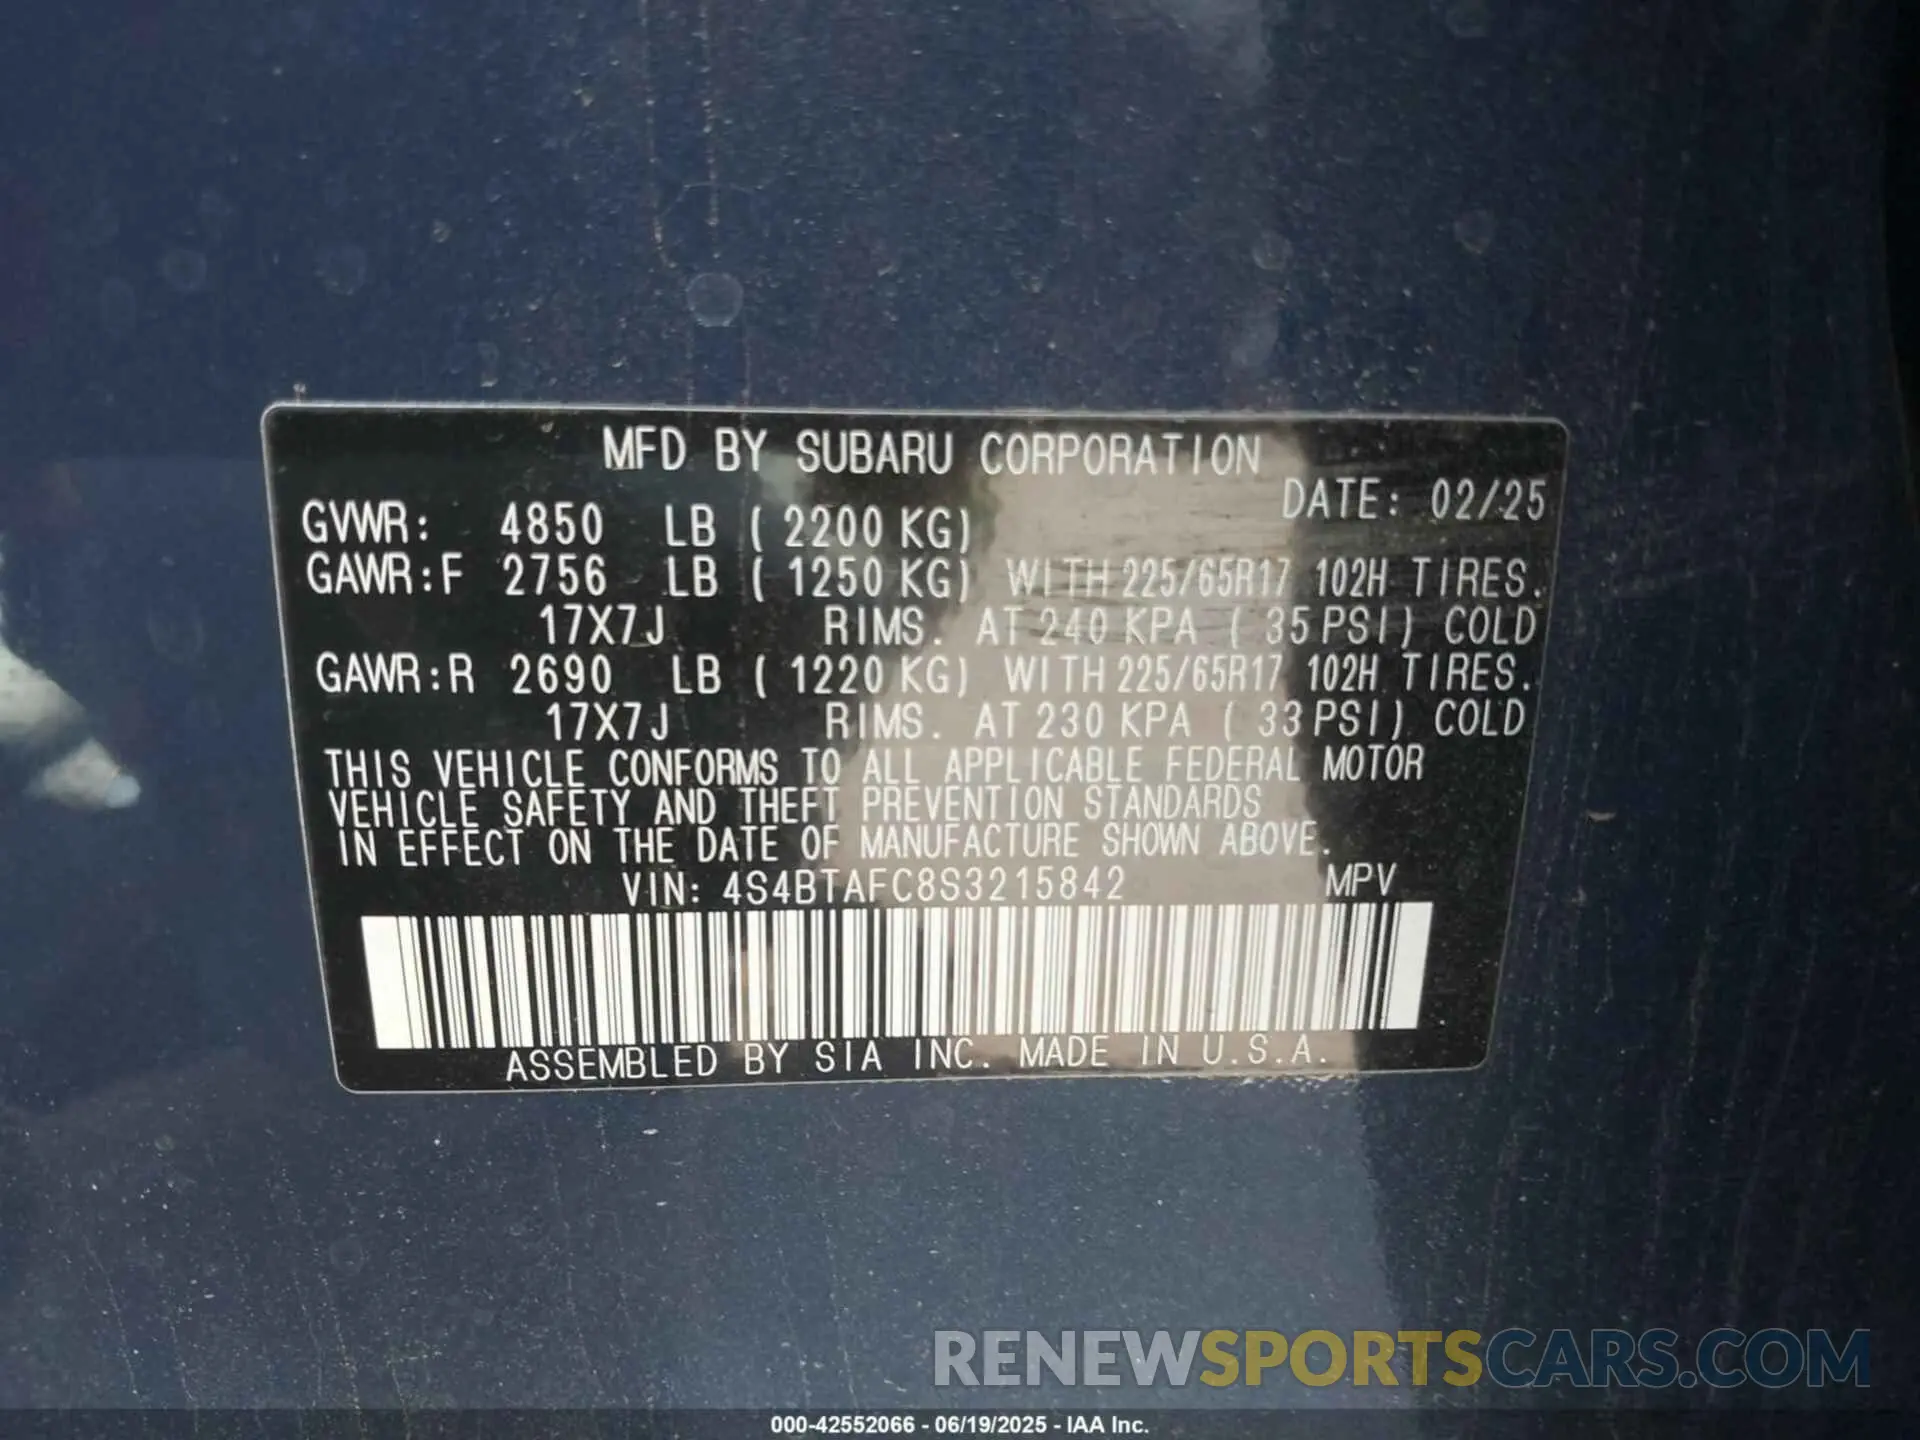 MFD BY SUBARU CORPORATION
DATE: 02/25
GVWR: 4850 LB (2200 KG)
GAWR:F 2756 LB (1250 KG) WITH 225/65R17 102H TIRES.
17X7J RIMS. AT 240 KPA (35 PSI) COLD
GAWR:R 2690 LB (1220 KG) WITH 225/65R17 102H TIRES.
17X7J RIMS. AT 230 KPA (33 PSI) COLD
THIS VEHICLE CONFORMS TO ALL APPLICABLE FEDERAL MOTOR
VEHICLE SAFETY AND THEFT PREVENTION STANDARDS
IN EFFECT ON THE DATE OF MANUFACTURE SHOWN ABOVE.
VIN: 4S4BTAFC8S3215842 MPV
ASSEMBLED BY SIA INC. MADE IN U.S.A.
RENEWSPORTSCARS.COM
000-42552066 - 06/19/2025 - IAA Inc.